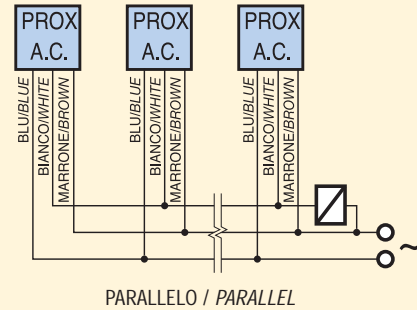 PROX
A.C.
PROX
A.C.
PROX
A.C.
BLU/BLUE
BIANCO/WHITE
MARRONE/BROWN
BLU/BLUE
BIANCO/WHITE
MARRONE/BROWN
BLU/BLUE
BIANCO/WHITE
MARRONE/BROWN
~
PARALLELO / PARALLEL